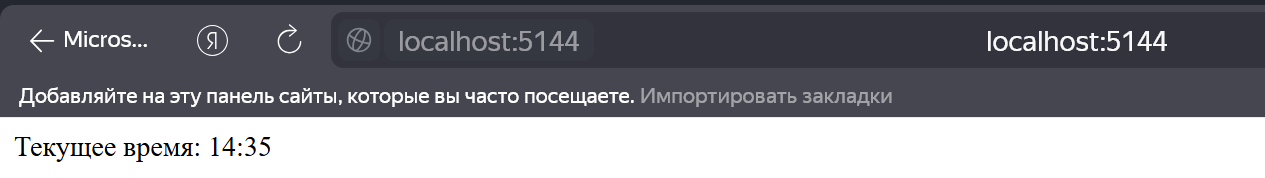 Micros... Я localhost:5144 localhost:5144
Добавляйте на эту панель сайты, которые вы часто посещаете. Импортировать закладки
Текущее время: 14:35